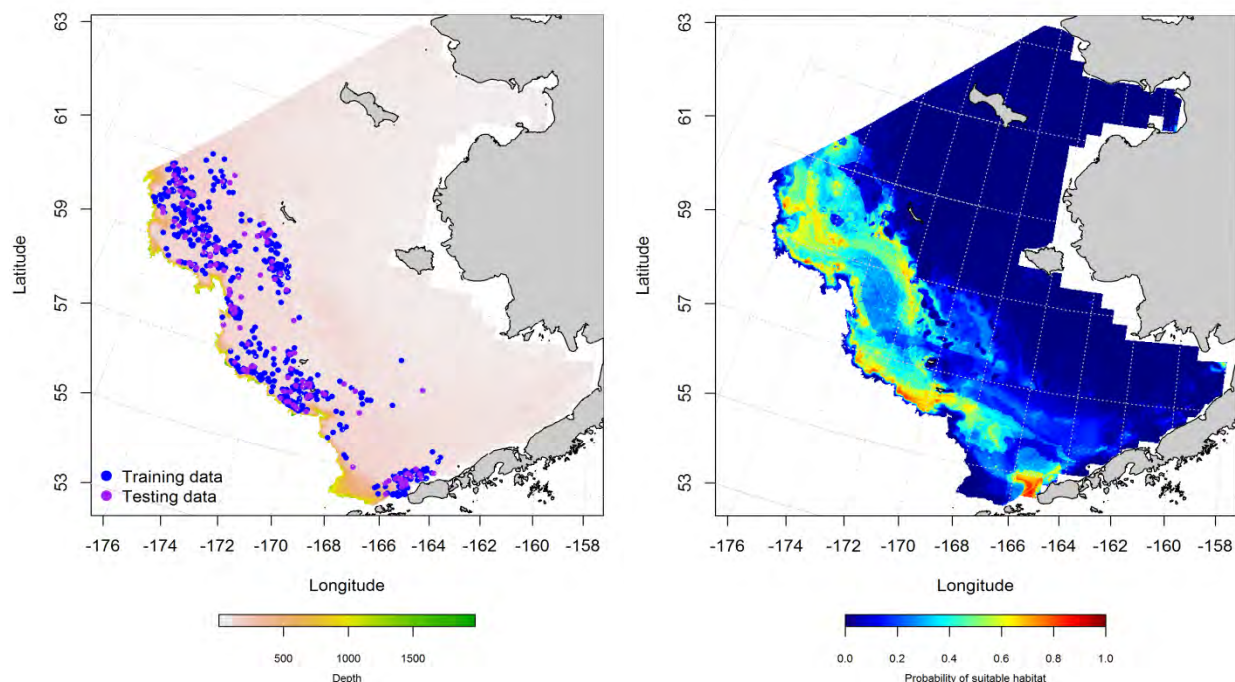 63
61
59
57
55
53
Latitude
Training data
Testing data
-176 -174 -172 -170 -168 -166 -164 -162 -160 -158
Longitude
500 1000 1500
Depth
63
61
59
57
55
53
Latitude
-176 -174 -172 -170 -168 -166 -164 -162 -160 -158
Longitude
0.0 0.2 0.4 0.6 0.8 1.0
Probability of suitable habitat